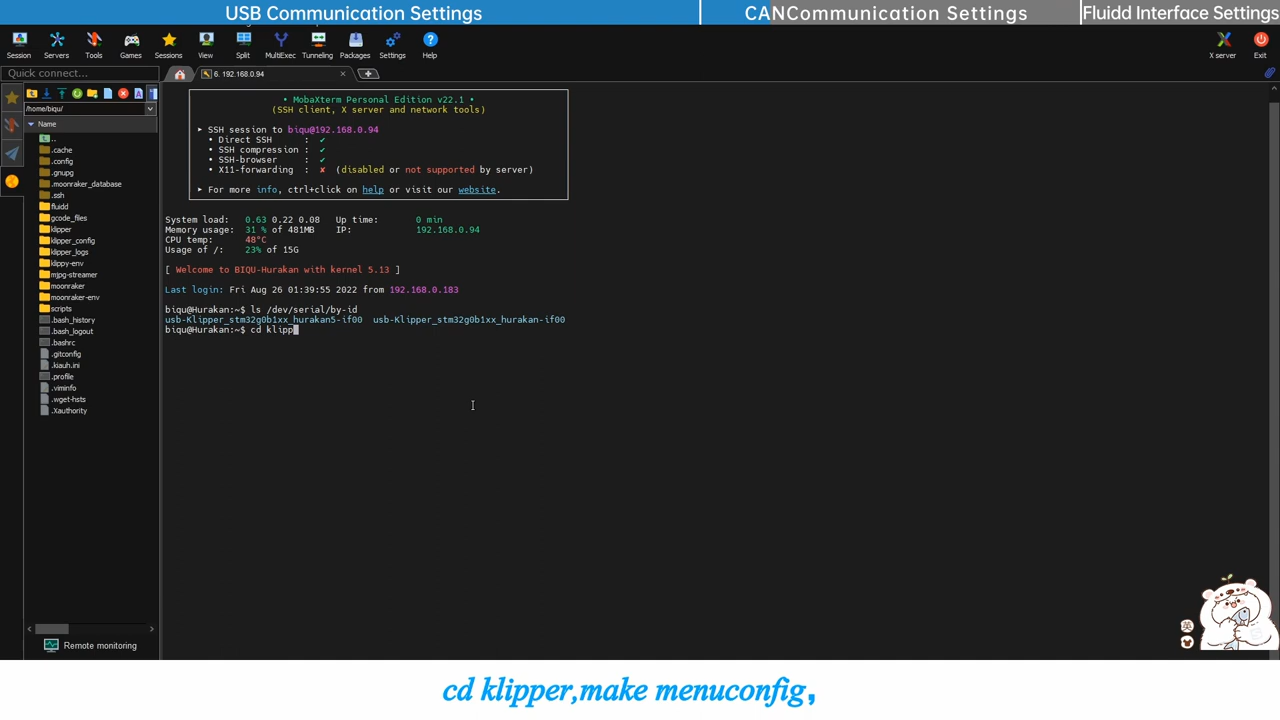 USB Communication Settings
CANCommunication Settings
Fluidd Interface Settings
Session
Servers
Tools
Games
Sessions
View
Split
MultiExec
Tunneling
Packages
Settings
Help
X server
Exit
Quick connect...
6. 192.168.0.94
/home/biqu/
Name
..
.cache
.config
.gnupg
.moonraker_database
.ssh
fluidd
gcode_files
klipper
klipper_config
klipper_logs
klippy-env
mjpg-streamer
moonraker
moonraker-env
scripts
.bash_history
.bash_logout
.bashrc
.gitconfig
.kiauh.ini
.profile
.viminfo
.wget-hsts
.Xauthority
Remote monitoring
• MobaXterm Personal Edition v22.1 •
(SSH client, X server and network tools)
▸ SSH session to biqu@192.168.0.94
• Direct SSH : ✔
• SSH compression : ✔
• SSH-browser : ✔
• X11-forwarding : ✘ (disabled or not supported by server)
▸ For more info, ctrl+click on help or visit our website.
System load: 0.63 0.22 0.08 Up time: 0 min
Memory usage: 31 % of 481MB IP: 192.168.0.94
CPU temp: 48°C
Usage of /: 23% of 15G
[ Welcome to BIQU-Hurakan with kernel 5.13 ]
Last login: Fri Aug 26 01:39:55 2022 from 192.168.0.183
biqu@Hurakan:~$ ls /dev/serial/by-id
usb-Klipper_stm32g0b1xx_hurakan5-if00 usb-Klipper_stm32g0b1xx_hurakan-if00
biqu@Hurakan:~$ cd klipp
英
cd klipper,make menuconfig,